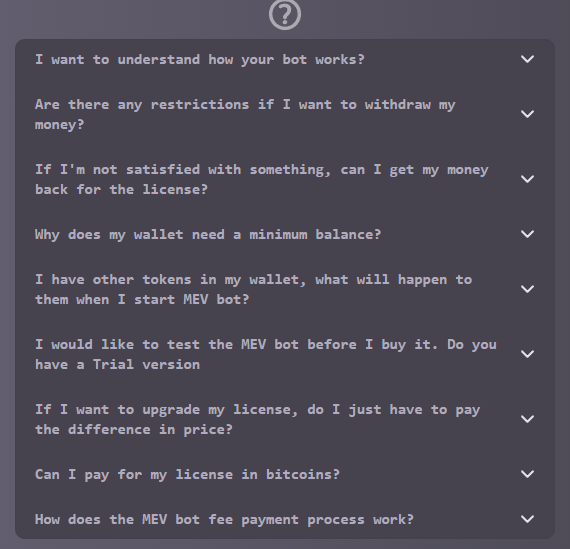 ?
I want to understand how your bot works?
Are there any restrictions if I want to withdraw my
money?
If I'm not satisfied with something, can I get my money
back for the license?
Why does my wallet need a minimum balance?
I have other tokens in my wallet, what will happen to
them when I start MEV bot?
I would like to test the MEV bot before I buy it. Do you
have a Trial version
If I want to upgrade my license, do I just have to pay
the difference in price?
Can I pay for my license in bitcoins?
How does the MEV bot fee payment process work?